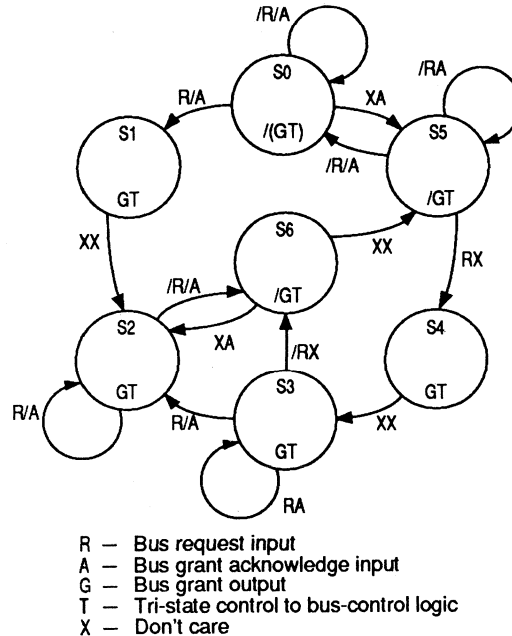 /R/A
S0
/(GT)
R/A
XA
/R/A
/RA
S5
/GT
S1
GT
XX
S6
/GT
XX
RX
/R/A
XA
S2
GT
R/A
/RX
S4
GT
XX
S3
GT
R/A
RA
R – Bus request input
A – Bus grant acknowledge input
G – Bus grant output
T – Tri-state control to bus-control logic
X – Don't care